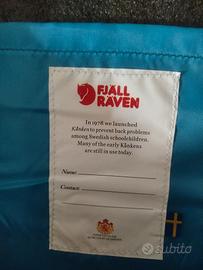 FJÄLL
RÄVEN
In 1978 we launched
Kånken to prevent back problems
among Swedish schoolchildren.
Many of the early Kånkens
are still in use today.
Name:
Contact:
subito